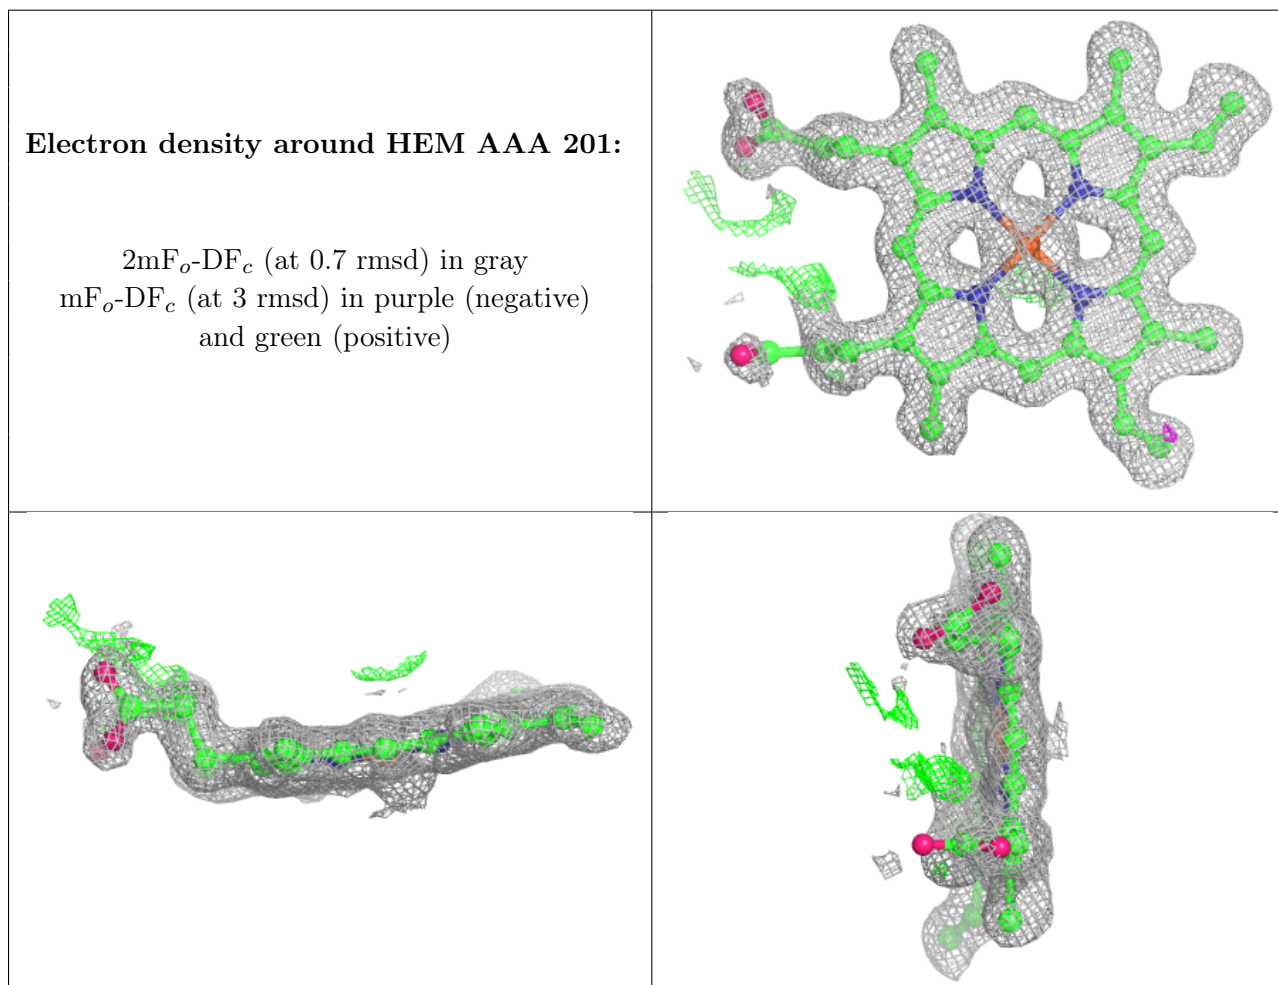 Electron density around HEM AAA 201:
2mFo-DFc (at 0.7 rmsd) in gray
mFo-DFc (at 3 rmsd) in purple (negative)
and green (positive)